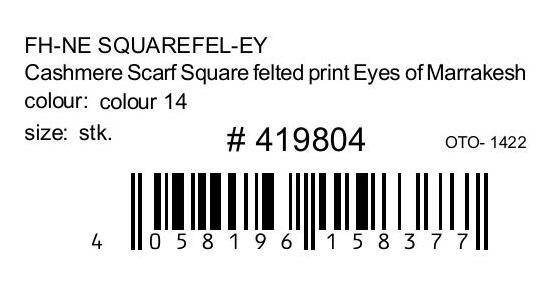 FH-NE SQUAREFEL-EY
Cashmere Scarf Square felted print Eyes of Marrakesh
colour: colour 14
size: stk.
# 419804
OTO- 1422
4 058196 158377